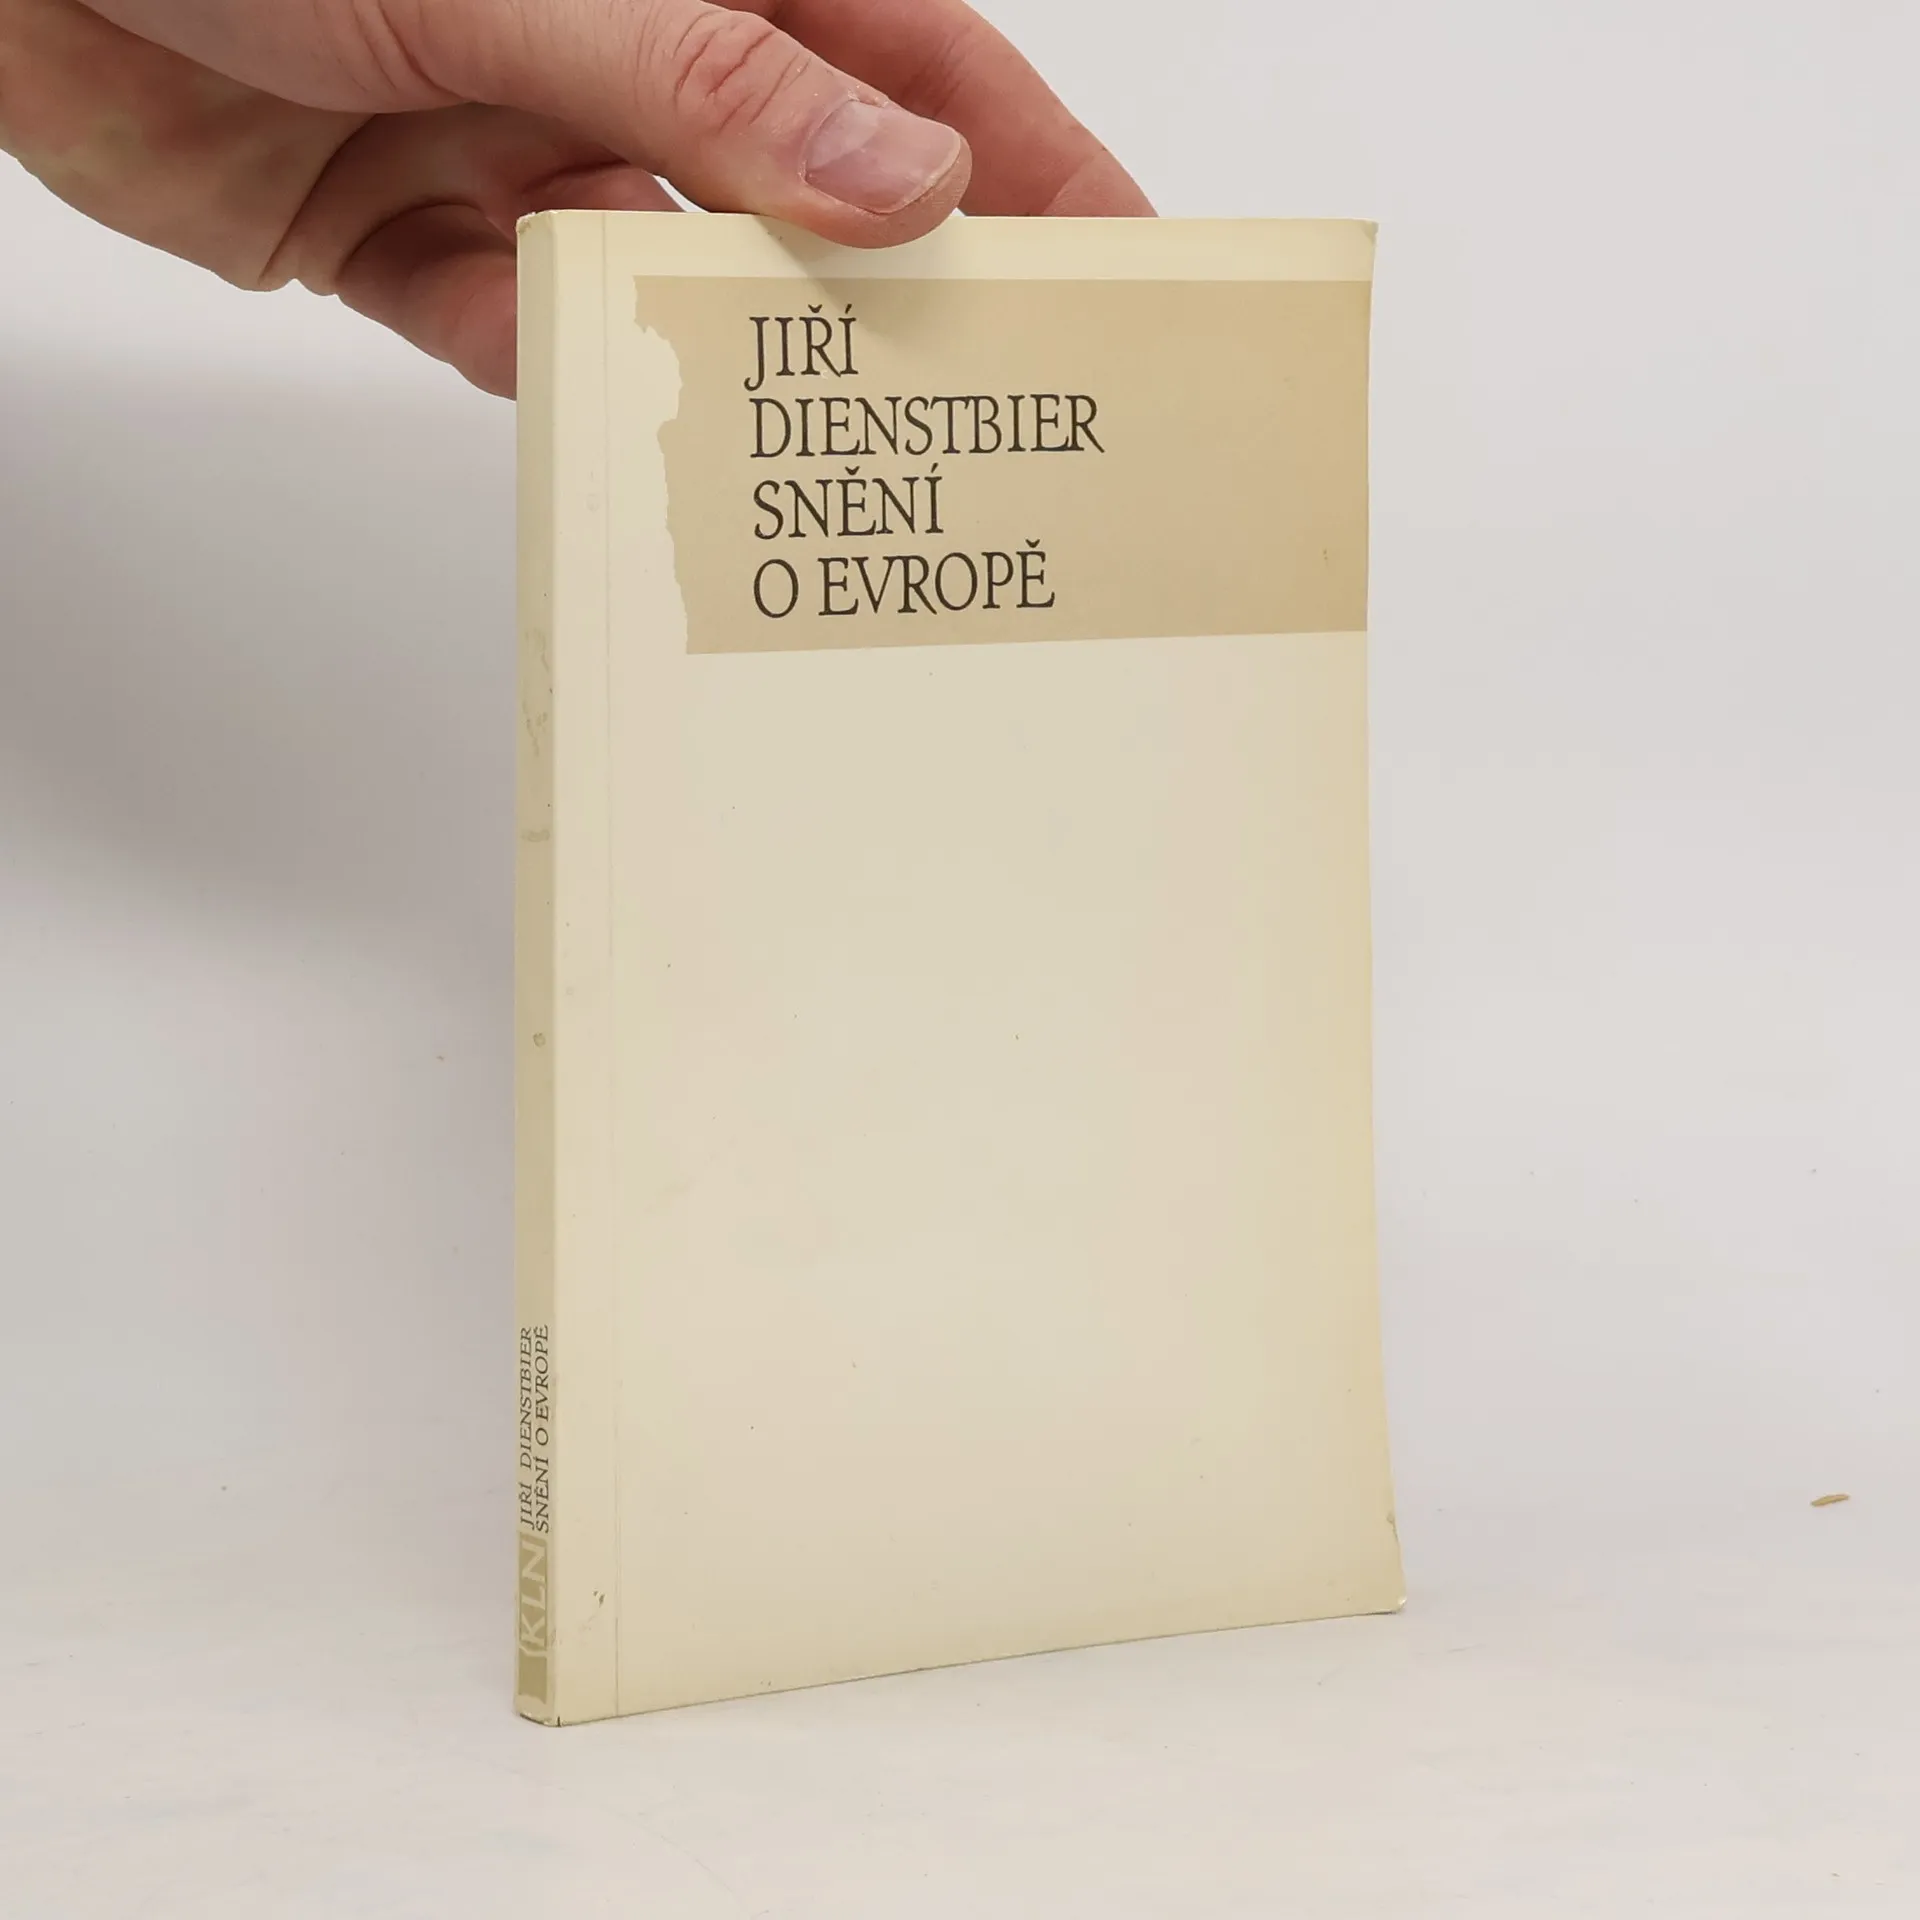 JIŘÍ
DIENSTBIER
SNĚNÍ
O EVROPĚ
JIŘÍ DIENSTBIER
SNĚNÍ O EVROPĚ
KLN